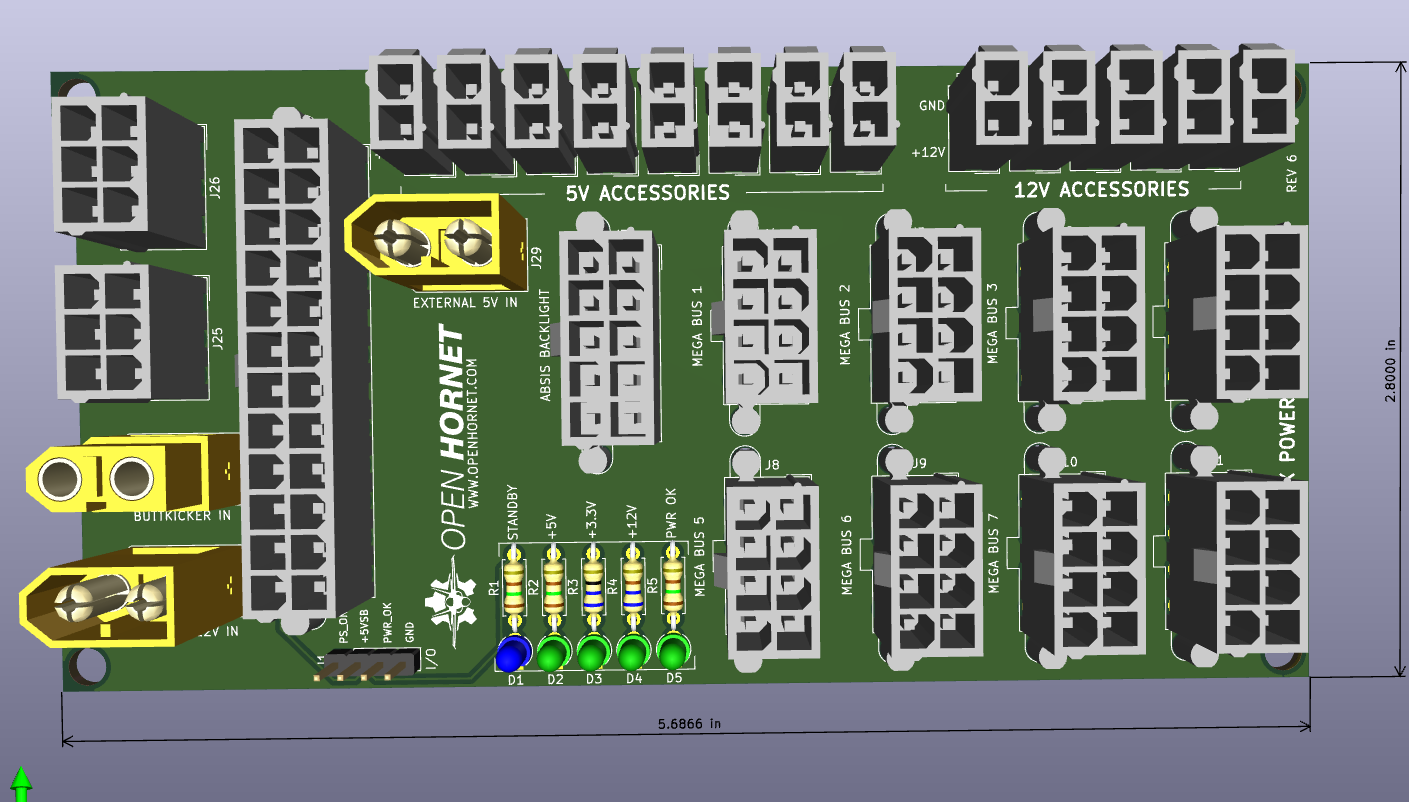 GND
+12V
5V ACCESSORIES
12V ACCESSORIES
REV 6
J26
J25
J29
EXTERNAL 5V IN
ABSIS BACKLIGHT
MEGA BUS 1
MEGA BUS 2
MEGA BUS 3
POWER
2.8000 in
OPEN HORNET
WWW.OPENHORNET.COM
BUTTKICKER IN
12V IN
STANDBY
+5V
+3.3V
+12V
PWR OK
J8
J9
MEGA BUS 5
MEGA BUS 6
MEGA BUS 7
R1
R2
R3
R4
R5
J1
+5VSB
PWR_OK
GND
I/O
D1
D2
D3
D4
D5
5.6866 in